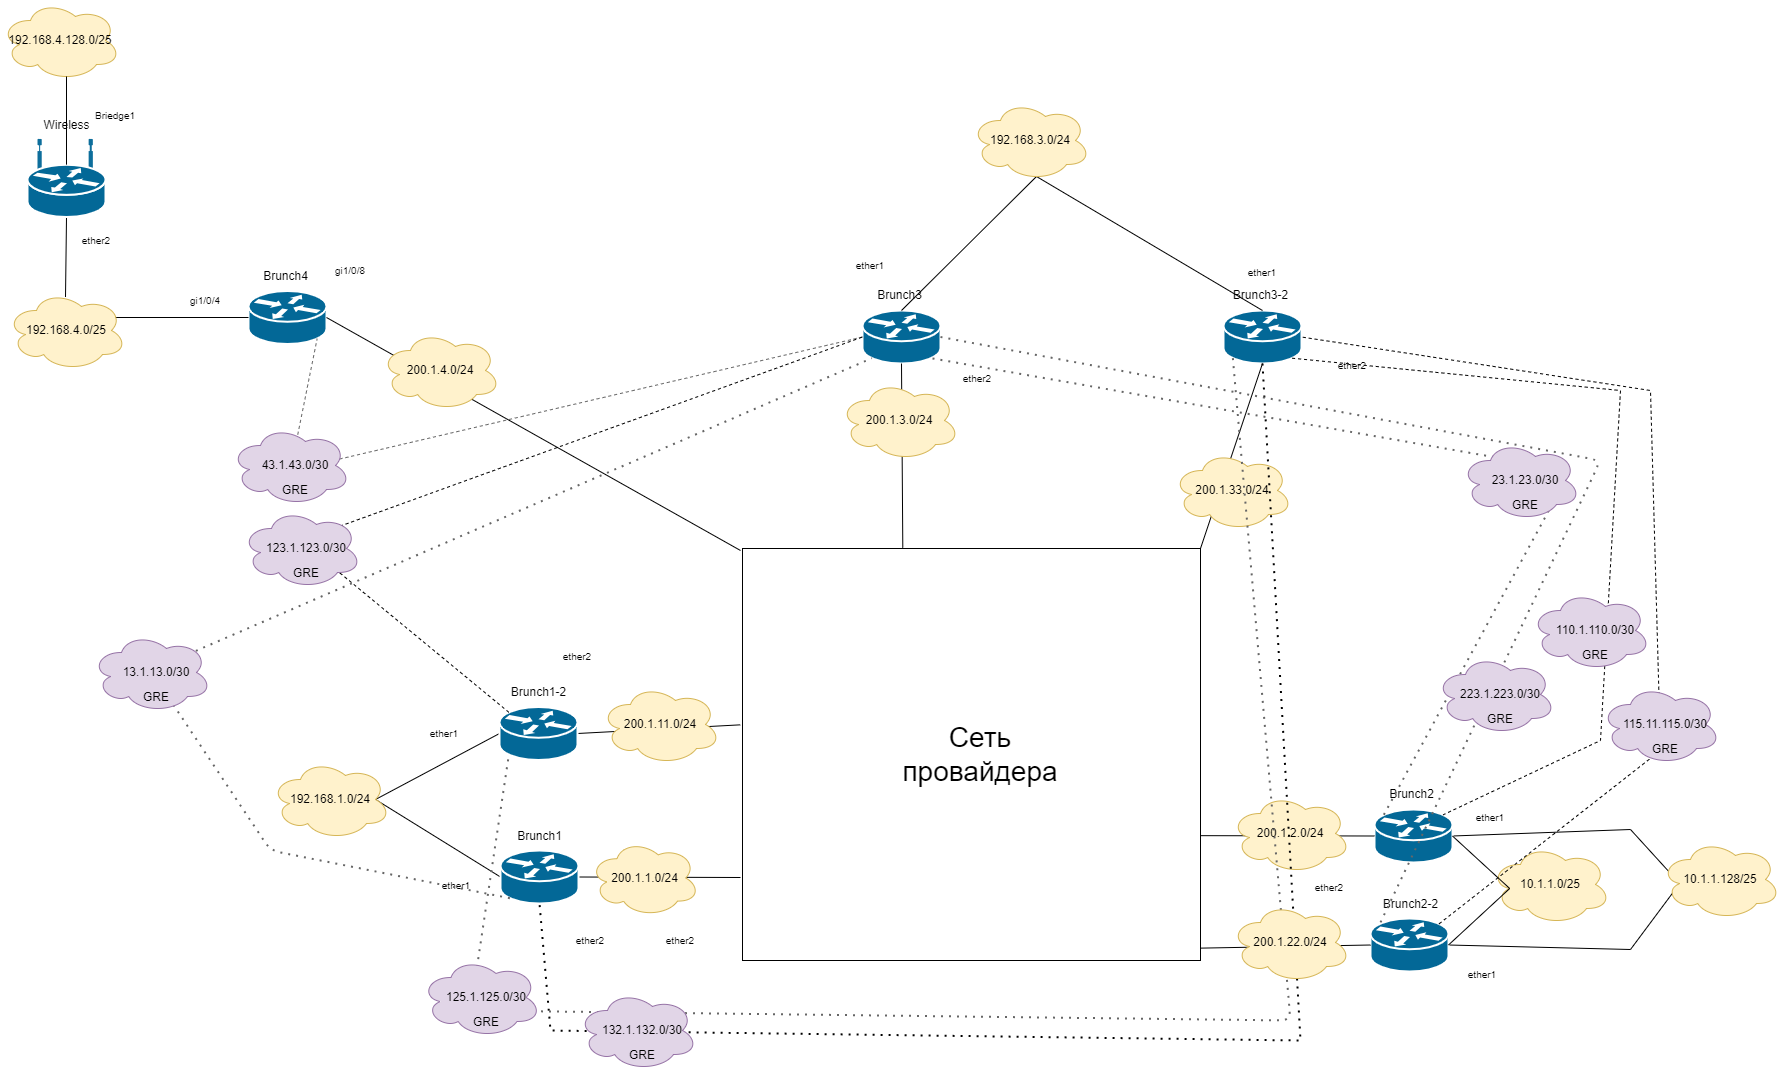 192.168.4.128.0/25
Briedge1
Wireless
192.168.3.0/24
ether2
Brunch4
gi1/0/8
gi1/0/4
192.168.4.0/25
ether1
Brunch3
ether1
Brunch3-2
200.1.4.0/24
ether2
ether2
200.1.3.0/24
43.1.43.0/30
GRE
200.1.33.0/24
23.1.23.0/30
GRE
123.1.123.0/30
GRE
110.1.110.0/30
GRE
13.1.13.0/30
GRE
ether2
Brunch1-2
223.1.223.0/30
GRE
200.1.11.0/24
115.11.115.0/30
GRE
ether1
Сеть
провайдера
192.168.1.0/24
Brunch2
ether1
Brunch1
200.1.2.0/24
200.1.1.0/24
ether1
ether2
10.1.1.0/25
10.1.1.128/25
Brunch2-2
ether2
ether2
200.1.22.0/24
ether1
125.1.125.0/30
GRE
132.1.132.0/30
GRE